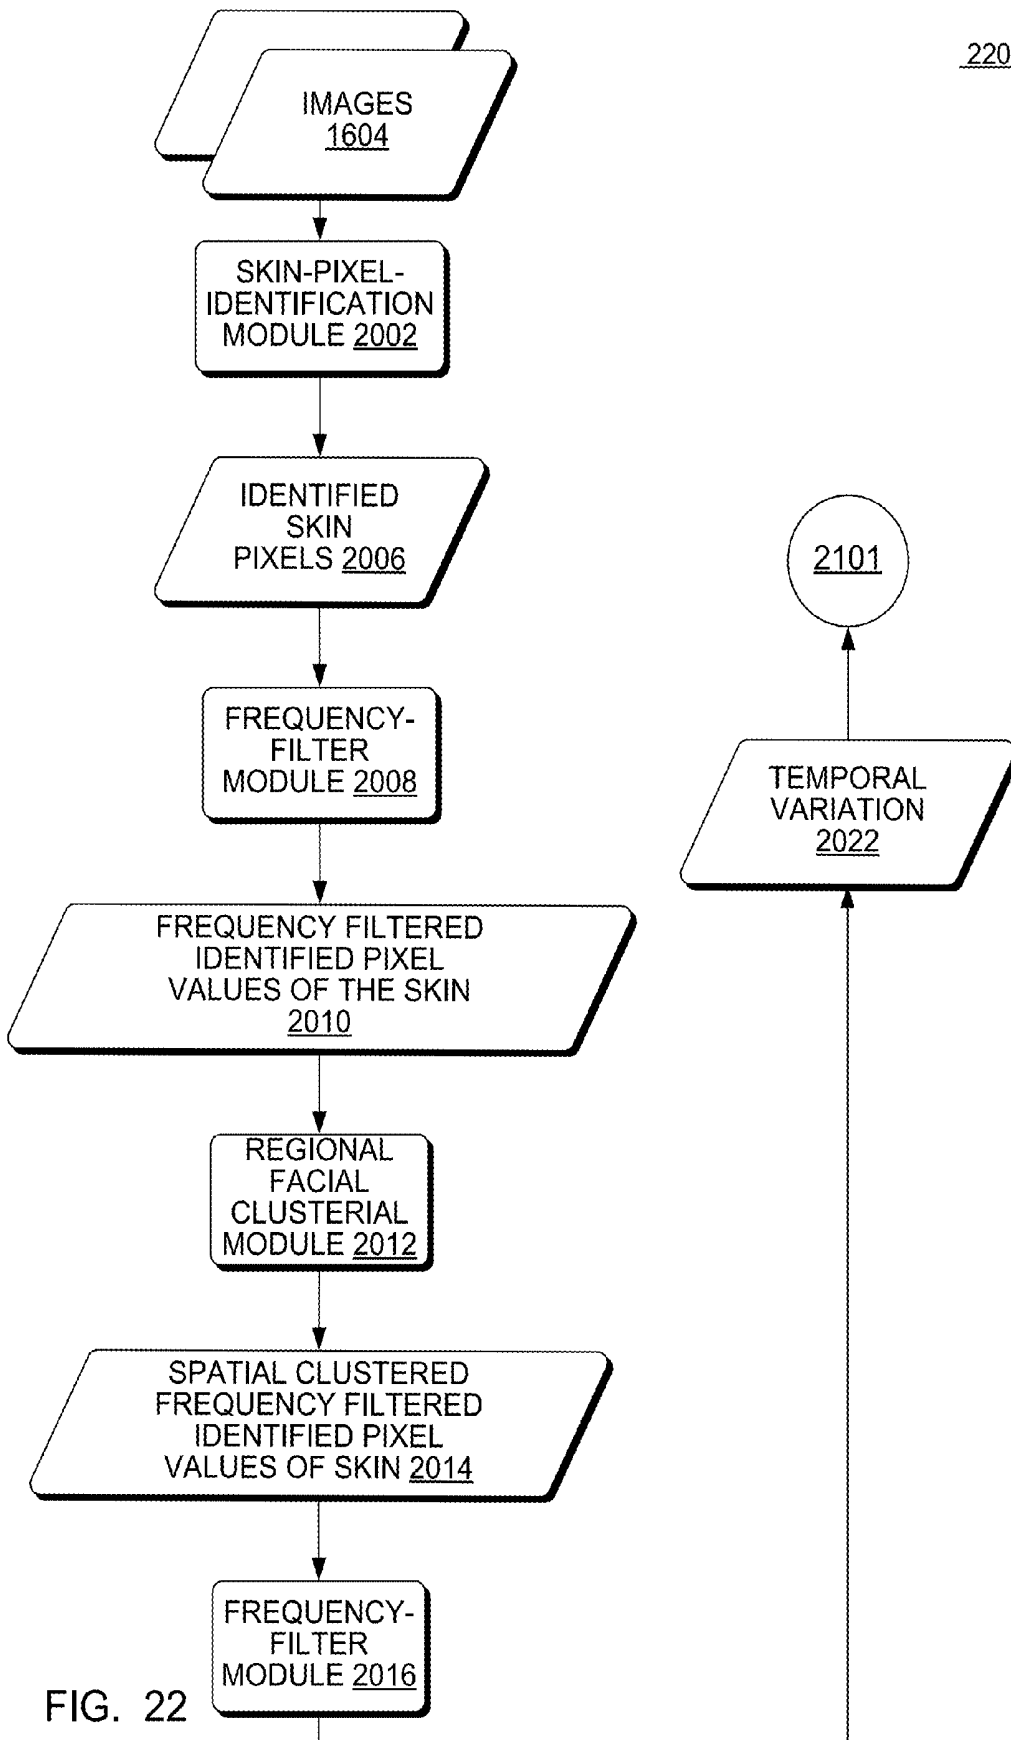 220
IMAGES
1604
SKIN-PIXEL-
IDENTIFICATION
MODULE 2002
IDENTIFIED
SKIN
PIXELS 2006
FREQUENCY-
FILTER
MODULE 2008
FREQUENCY FILTERED
IDENTIFIED PIXEL
VALUES OF THE SKIN
2010
REGIONAL
FACIAL
CLUSTERIAL
MODULE 2012
SPATIAL CLUSTERED
FREQUENCY FILTERED
IDENTIFIED PIXEL
VALUES OF SKIN 2014
FREQUENCY-
FILTER
MODULE 2016
2101
TEMPORAL
VARIATION
2022
FIG. 22